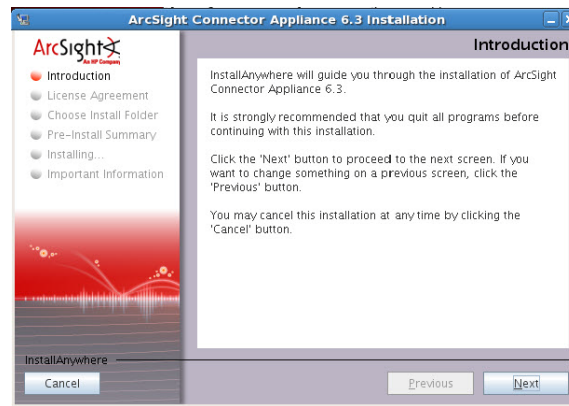 ArcSight Connector Appliance 6.3 Installation
ArcSight
An HP Company
Introduction
Introduction
License Agreement
Choose Install Folder
Pre-Install Summary
Installing...
Important Information
InstallAnywhere will guide you through the installation of ArcSight
Connector Appliance 6.3.
It is strongly recommended that you quit all programs before
continuing with this installation.
Click the 'Next' button to proceed to the next screen. If you
want to change something on a previous screen, click the
'Previous' button.
You may cancel this installation at any time by clicking the
'Cancel' button.
InstallAnywhere
Cancel
Previous
Next